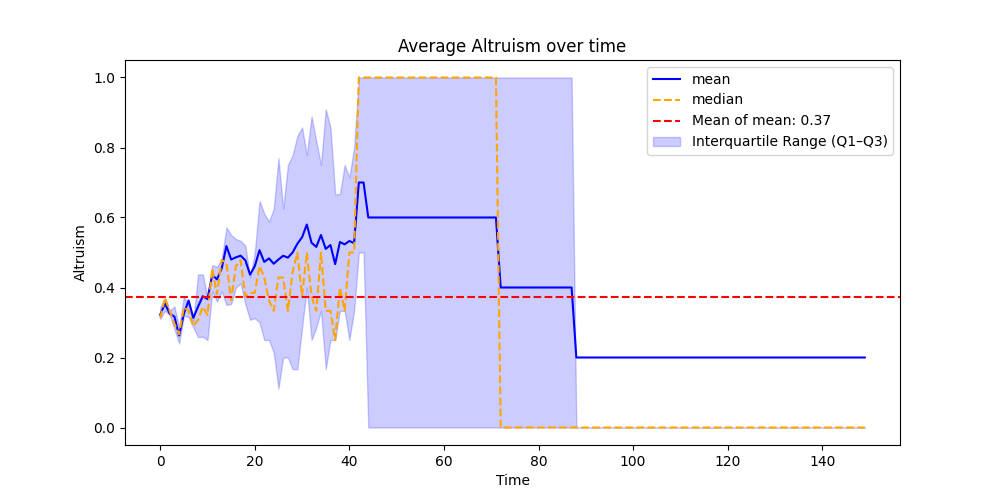 Average Altruism over time
mean
median
Mean of mean: 0.37
Interquartile Range (Q1–Q3)
Altruism
1.0
0.8
0.6
0.4
0.2
0.0
0 20 40 60 80 100 120 140
Time